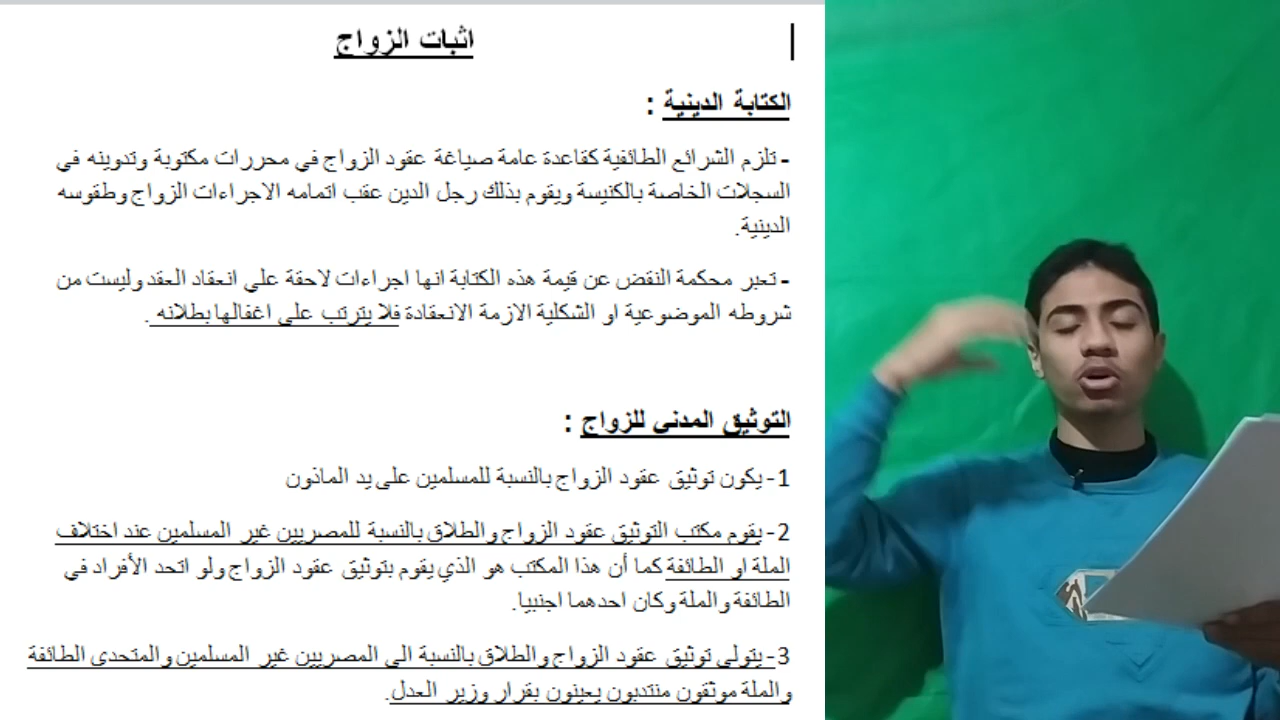 اثبات الزواج
الكتابة الدينية :
- تلزم الشرائع الطائفية كقاعدة عامة صياغة عقود الزواج في محررات مكتوبة وتدوينه في
السجلات الخاصة بالكنيسة ويقوم بذلك رجل الدين عقب اتمامه الاجراءات الزواج وطقوسه
الدينية.
- تعبر محكمة النقض عن قيمة هذه الكتابة انها اجراءات لاحقة علي انعقاد العقد وليست من
شروطه الموضوعية او الشكلية الازمة الانعقادة فلا يترتب على اغفالها بطلانه .
التوثيق المدني للزواج :
1- يكون توثيق عقود الزواج بالنسبة للمسلمين على يد الماذون
2- يقوم مكتب التوثيق عقود الزواج والطلاق بالنسبة للمصريين غير المسلمين عند اختلاف
الملة او الطائفة كما أن هذا المكتب هو الذي يقوم بتوثيق عقود الزواج ولو اتحد الأفراد في
الطائفة والملة وكان احدهما اجنبيا.
3- يتولى توثيق عقود الزواج والطلاق بالنسبة الى المصريين غير المسلمين والمتحدى الطائفة
والملة موثقون منتدبون يعينون بقرار وزير العدل.